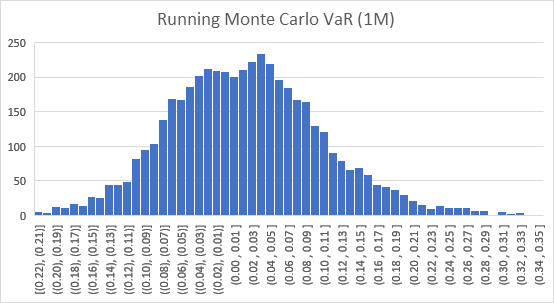 Running Monte Carlo VaR (1M)
250
200
150
100
50
0
[(0.22), (0.21)]
((0.20), (0.19)]
((0.18), (0.17)]
((0.16), (0.15)]
((0.14), (0.13)]
((0.12), (0.11)]
((0.10), (0.09)]
((0.08), (0.07)]
((0.06), (0.05)]
((0.04), (0.03)]
((0.02), (0.01)]
(0.00, 0.01 ]
(0.02, 0.03 ]
(0.04, 0.05 ]
(0.06, 0.07 ]
(0.08, 0.09 ]
(0.10, 0.11 ]
(0.12, 0.13 ]
(0.14, 0.15 ]
(0.16, 0.17 ]
(0.18, 0.19 ]
(0.20, 0.21 ]
(0.22, 0.23 ]
(0.24, 0.25 ]
(0.26, 0.27 ]
(0.28, 0.29 ]
(0.30, 0.31 ]
(0.32, 0.33 ]
(0.34, 0.35 ]